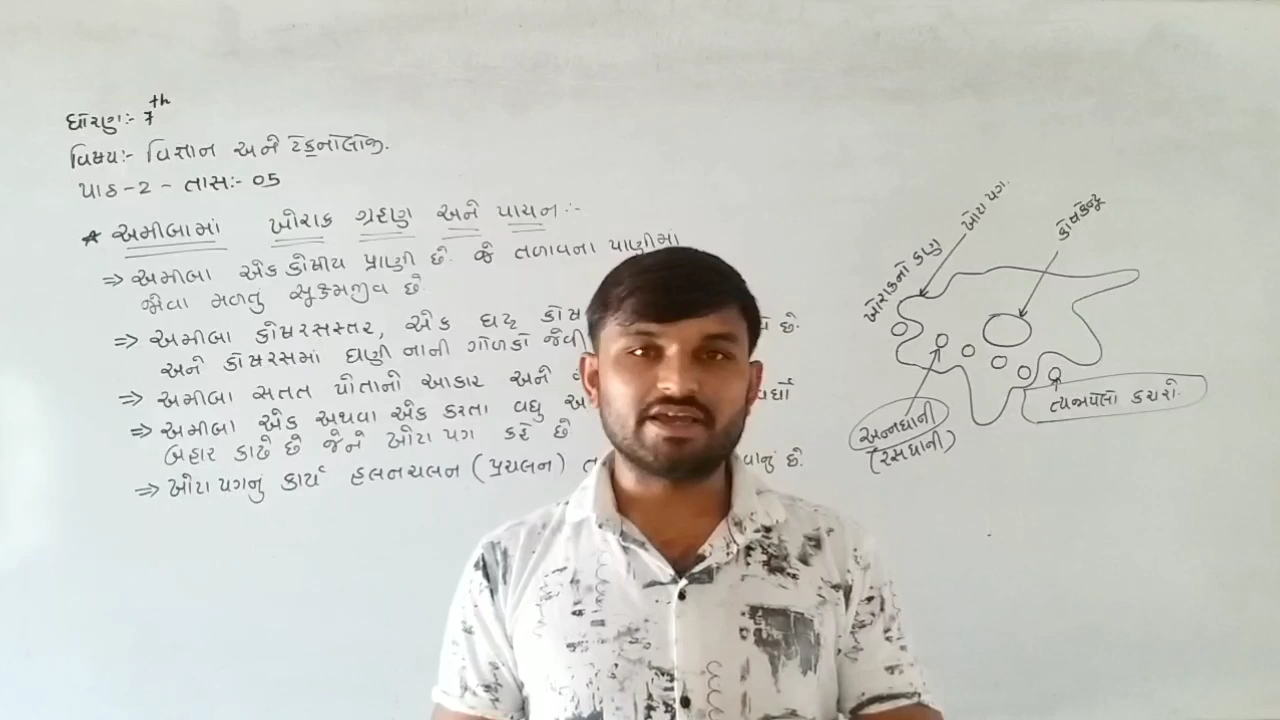 ધોરણ:- 7th
વિષય:- વિજ્ઞાન અને ટેકનોલોજી.
પાઠ-2 - તાસ:- 05
* અમીબામાં ખોરાક ગ્રહણ અને પાચન:-
⇒ અમીબા એક કોષીય પ્રાણી છે. જે તળાવના પાણીમાં
જોવા મળતું સૂક્ષ્મજીવ છે.
⇒ અમીબા કોષરસસ્તર, એક ઘટ્ટ કોષ છે.
અને કોષરસમાં ઘણી નાની ગોળકો જેવી
⇒ અમીબા સતત પોતાનો આકાર અને
⇒ અમીબા એક અથવા એક કરતા વધુ
બહાર કાઢે છે જેને ખોટા પગ કહે છે
⇒ ખોટા પગનું કાર્ય હલનચલન (પ્રચલન) વાનું છે.
ખોરાકનો કણ
ખોટા પગ.
કોષકેન્દ્ર
અન્નધાની
(રસધાની)
ત્યજાયેલો કચરો.